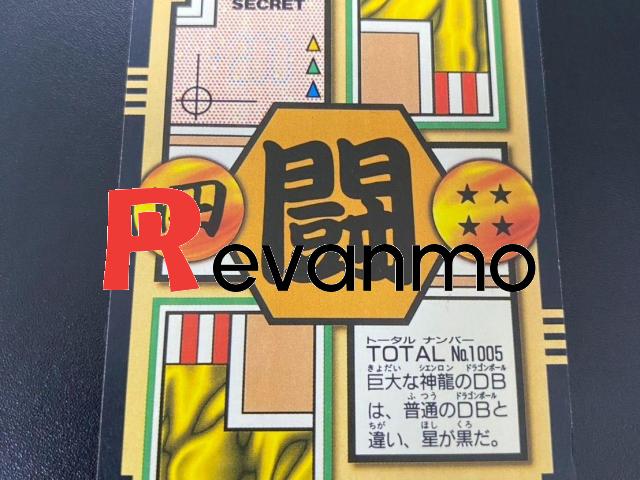 SECRET
闘
四
Revanmo
トータル ナンバー
TOTAL No.1005
きょだい シェンロン ドラゴンボール
巨大な神龍のDB
ふつう ドラゴンボール
は、普通のDBと
ちが ほし くろ
違い、星が黒だ。